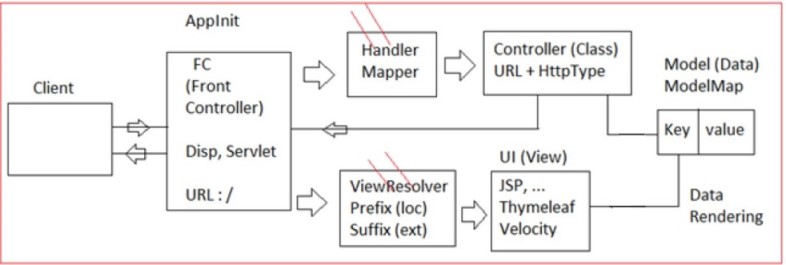 AppInit
Client
FC
(Front
Controller)
Disp, Servlet
URL : /
Handler
Mapper
Controller (Class)
URL + HttpType
Model (Data)
ModelMap
Key value
ViewResolver
Prefix (loc)
Suffix (ext)
UI (View)
JSP, ...
Thymeleaf
Velocity
Data
Rendering